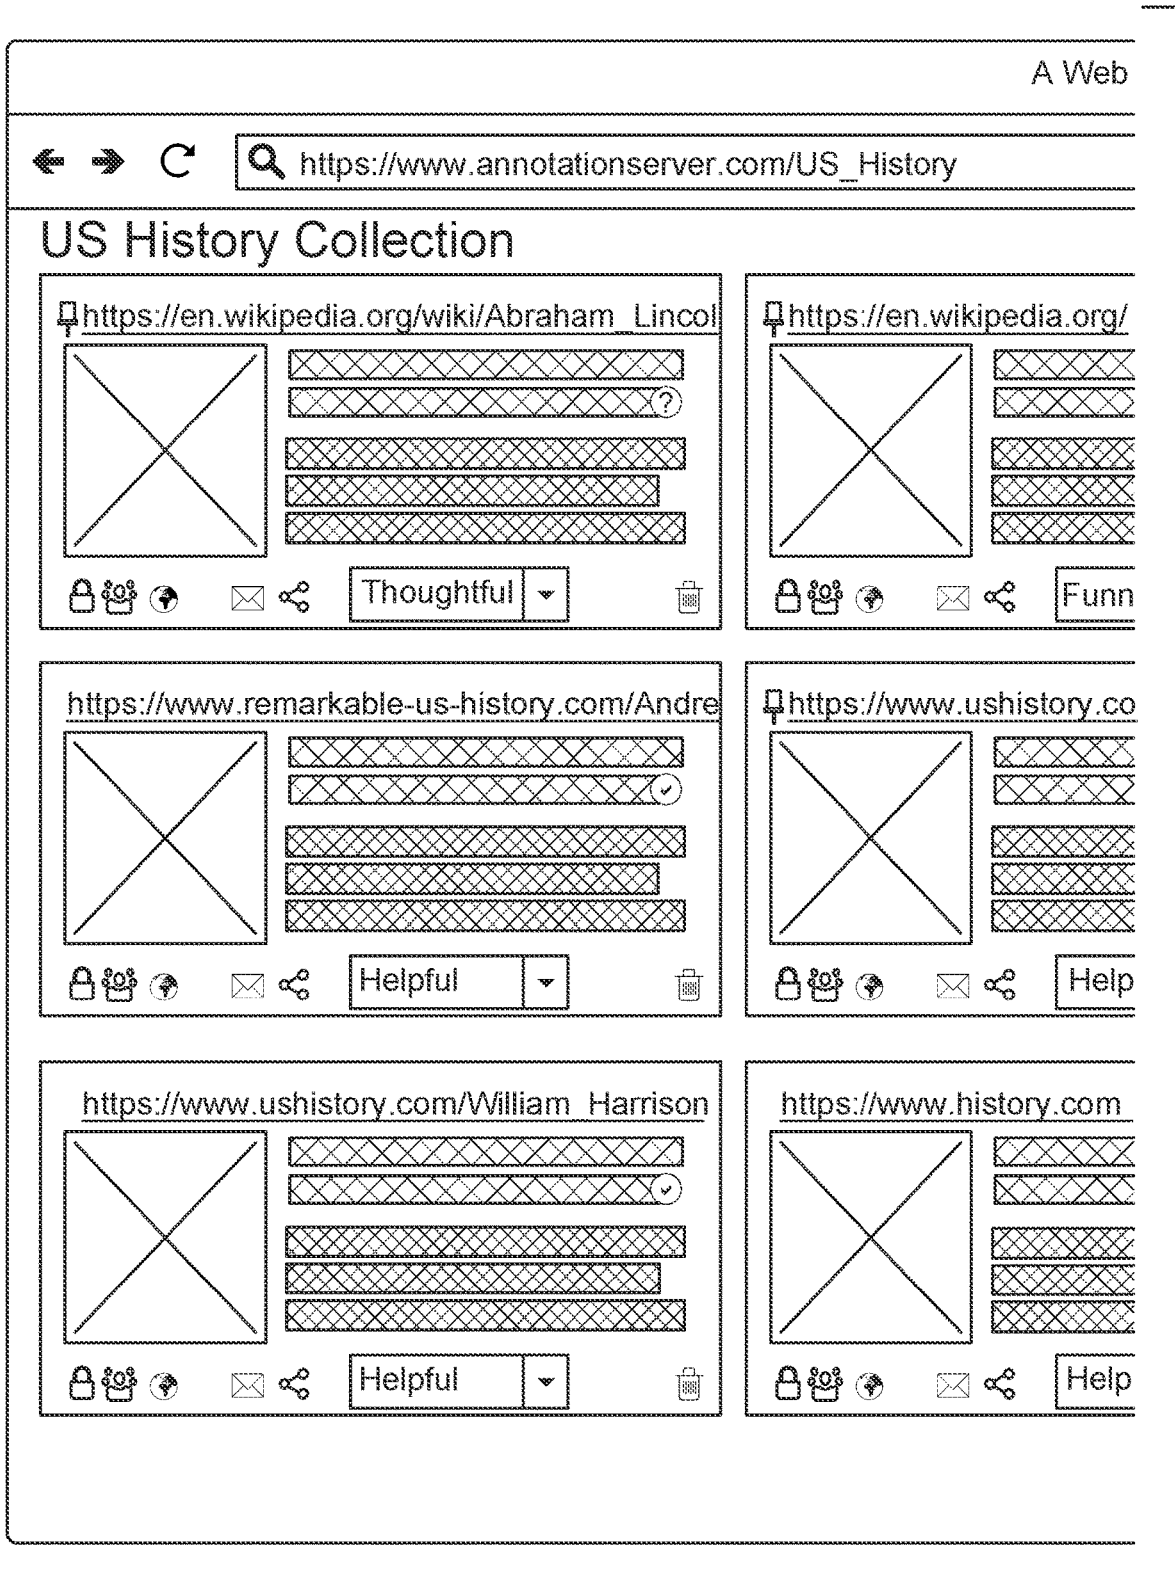 A Web
https://www.annotationserver.com/US_History
US History Collection
https://en.wikipedia.org/wiki/Abraham_Lincol
https://en.wikipedia.org/
?
Thoughtful
Funn
https://www.remarkable-us-history.com/Andre
https://www.ushistory.co
Helpful
Help
https://www.ushistory.com/William_Harrison
https://www.history.com
Helpful
Help